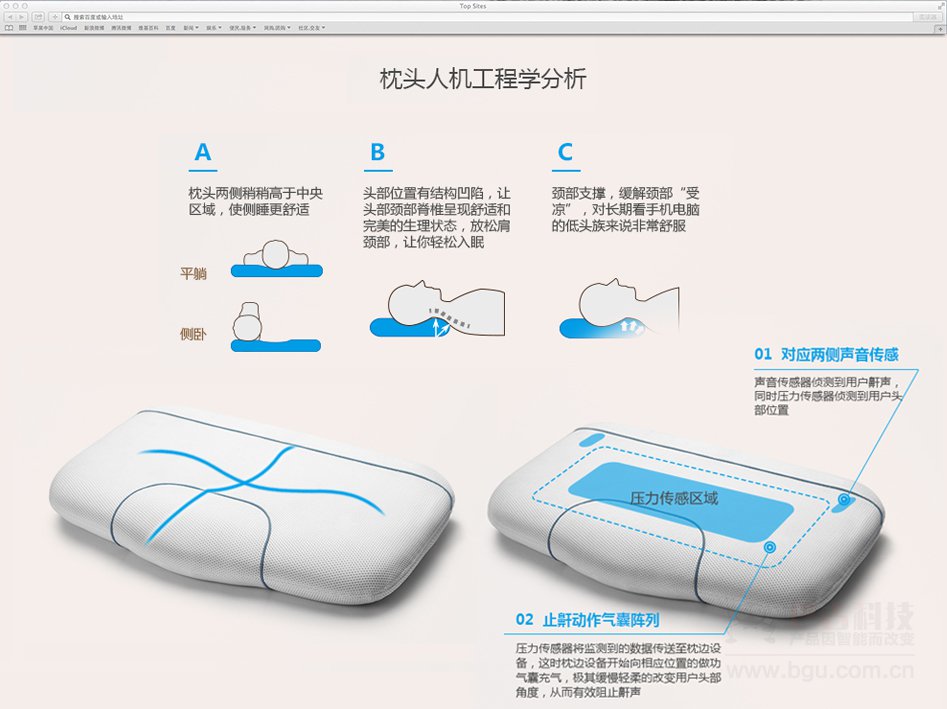 Top Sites
搜索百度或输入地址
苹果中国 iCloud 新浪微博 腾讯微博 维基百科 百度 新闻 娱乐 便民服务 网购/团购 社区/交友
枕头人机工程学分析
A
枕头两侧稍稍高于中央
区域，使侧睡更舒适
平躺
侧卧
B
头部位置有结构凹陷，让
头部颈部脊椎呈现舒适和
完美的生理状态，放松肩
颈部，让你轻松入眠
C
颈部支撑，缓解颈部“受
凉”，对长期看手机电脑
的低头族来说非常舒服
01 对应两侧声音传感
声音传感器侦测到用户鼾声，
同时压力传感器侦测到用户头
部位置
压力传感区域
02 止鼾动作气囊阵列
压力传感器将监测到的数据传送至枕边设
备，这时枕边设备开始向相应位置的做功
气囊充气，极其缓慢轻柔的改变用户头部
角度，从而有效阻止鼾声
科技
产品因智能而改变
www.bgu.com.cn